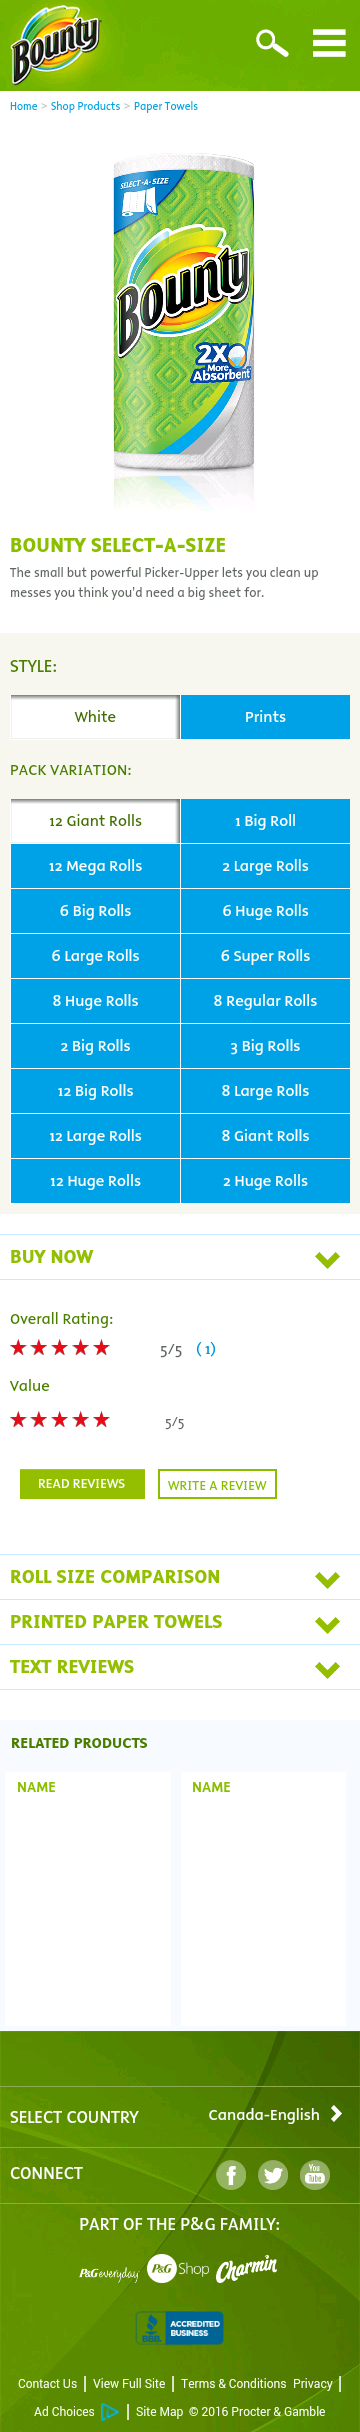 Bounty
Home > Shop Products > Paper Towels
SELECT-A-SIZE
Bounty
2X
More
Absorbent
BOUNTY SELECT-A-SIZE
The small but powerful Picker-Upper lets you clean up
messes you think you'd need a big sheet for.
STYLE:
White Prints
PACK VARIATION:
12 Giant Rolls 1 Big Roll
12 Mega Rolls 2 Large Rolls
6 Big Rolls 6 Huge Rolls
6 Large Rolls 6 Super Rolls
8 Huge Rolls 8 Regular Rolls
2 Big Rolls 3 Big Rolls
12 Big Rolls 8 Large Rolls
12 Large Rolls 8 Giant Rolls
12 Huge Rolls 2 Huge Rolls
BUY NOW
Overall Rating:
5/5 ( 1)
Value
5/5
READ REVIEWS WRITE A REVIEW
ROLL SIZE COMPARISON
PRINTED PAPER TOWELS
TEXT REVIEWS
RELATED PRODUCTS
NAME NAME
SELECT COUNTRY Canada-English
CONNECT f You Tube
PART OF THE P&G FAMILY:
P&G everyday P&G Shop Charmin
BBB. ACCREDITED
BUSINESS
Contact Us | View Full Site | Terms & Conditions Privacy |
Ad Choices | Site Map © 2016 Procter & Gamble